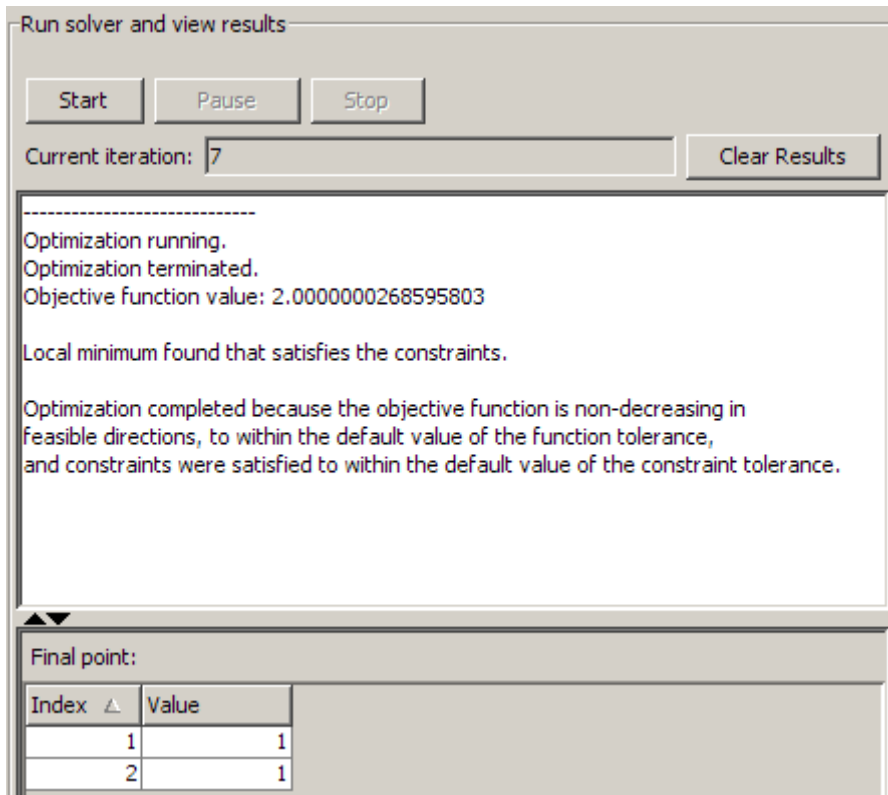 Run solver and view results
Start Pause Stop
Current iteration: 7 Clear Results
-----------------------------
Optimization running.
Optimization terminated.
Objective function value: 2.0000000268595803
Local minimum found that satisfies the constraints.
Optimization completed because the objective function is non-decreasing in
feasible directions, to within the default value of the function tolerance,
and constraints were satisfied to within the default value of the constraint tolerance.
Final point:
Index Value
1 1
2 1